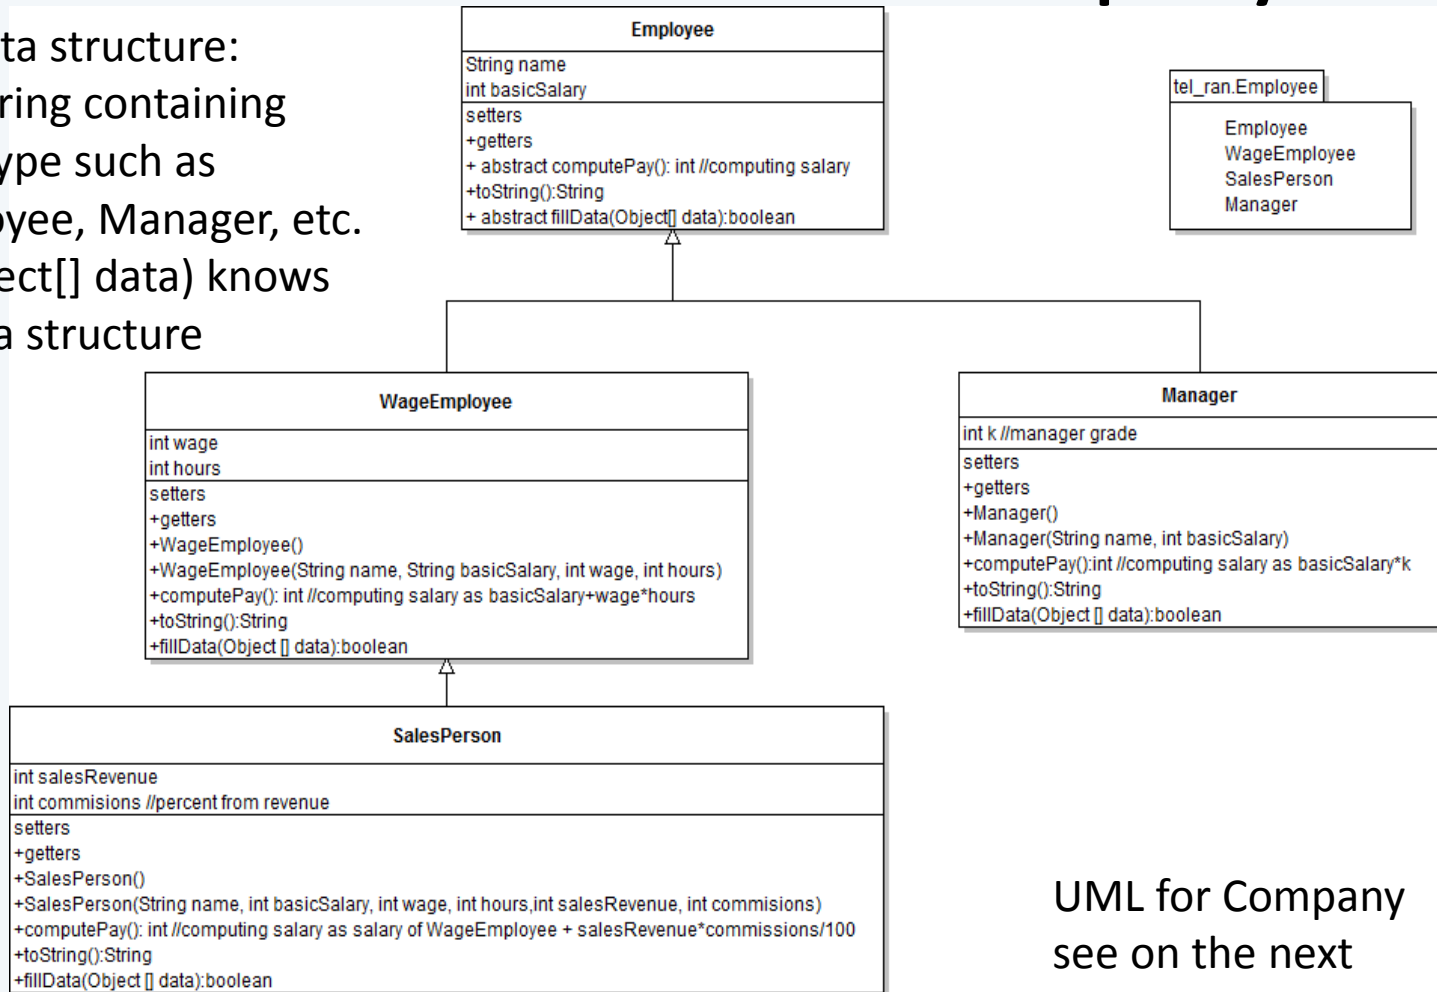 ta structure:
ring containing
ype such as
oyee, Manager, etc.
ect[] data) knows
a structure
Employee
String name
int basicSalary
setters
+getters
+ abstract computePay(): int //computing salary
+toString():String
+ abstract fillData(Object[] data):boolean
tel_ran.Employee
Employee
WageEmployee
SalesPerson
Manager
WageEmployee
int wage
int hours
setters
+getters
+WageEmployee()
+WageEmployee(String name, String basicSalary, int wage, int hours)
+computePay(): int //computing salary as basicSalary+wage*hours
+toString():String
+fillData(Object [] data):boolean
Manager
int k //manager grade
setters
+getters
+Manager()
+Manager(String name, int basicSalary)
+computePay():int //computing salary as basicSalary*k
+toString():String
+fillData(Object [] data):boolean
SalesPerson
int salesRevenue
int commisions //percent from revenue
setters
+getters
+SalesPerson()
+SalesPerson(String name, int basicSalary, int wage, int hours,int salesRevenue, int commisions)
+computePay(): int //computing salary as salary of WageEmployee + salesRevenue*commissions/100
+toString():String
+fillData(Object [] data):boolean
UML for Company
see on the next